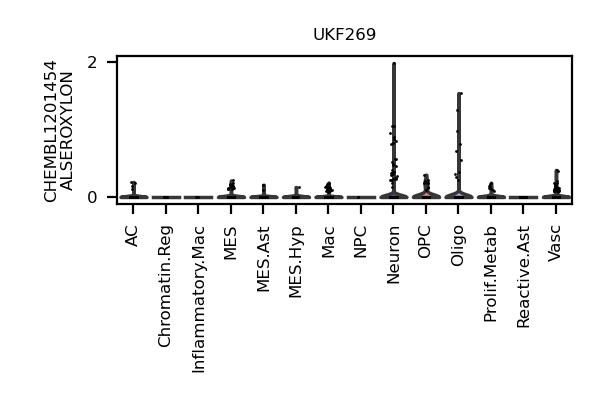 UKF269
CHEMBL1201454
ALSEROXYLON
2
0
AC
Chromatin.Reg
Inflammatory.Mac
MES
MES.Ast
MES.Hyp
Mac
NPC
Neuron
OPC
Oligo
Prolif.Metab
Reactive.Ast
Vasc